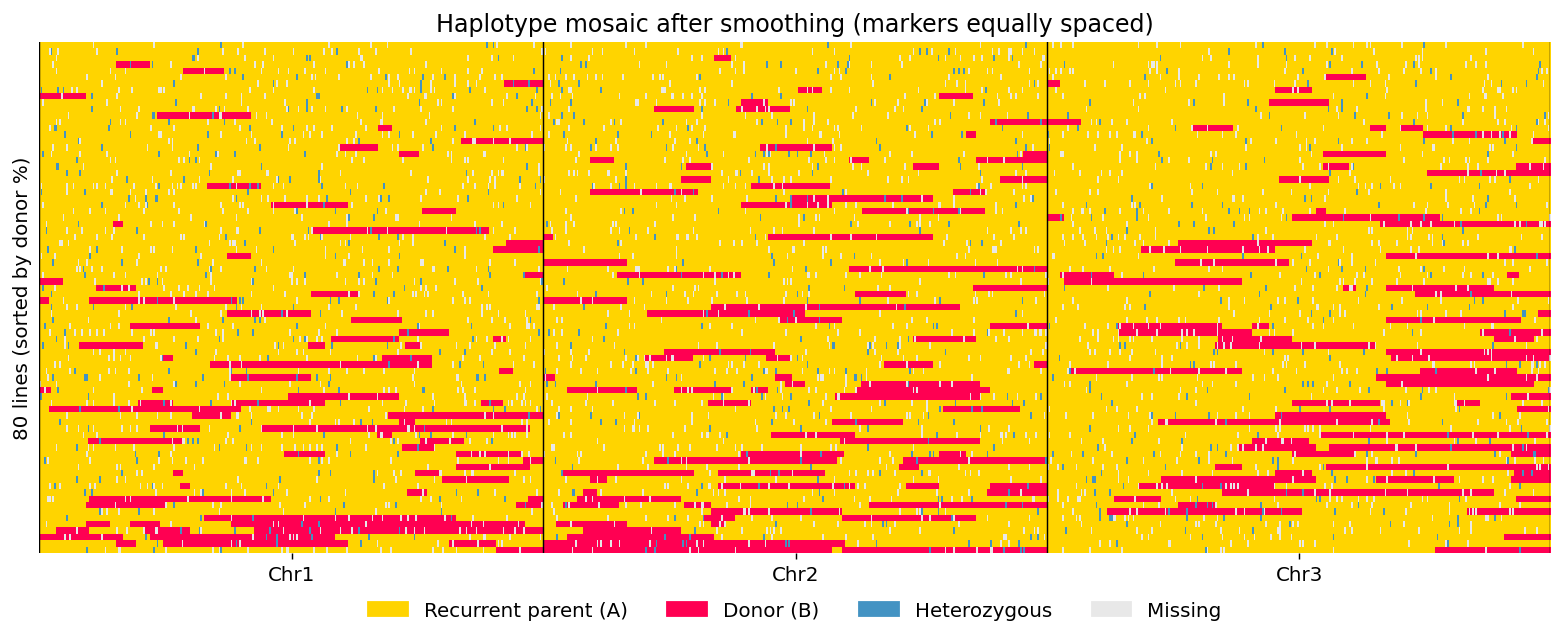 Haplotype mosaic after smoothing (markers equally spaced)
80 lines (sorted by donor %)
Chr1 Chr2 Chr3
Recurrent parent (A) Donor (B) Heterozygous Missing